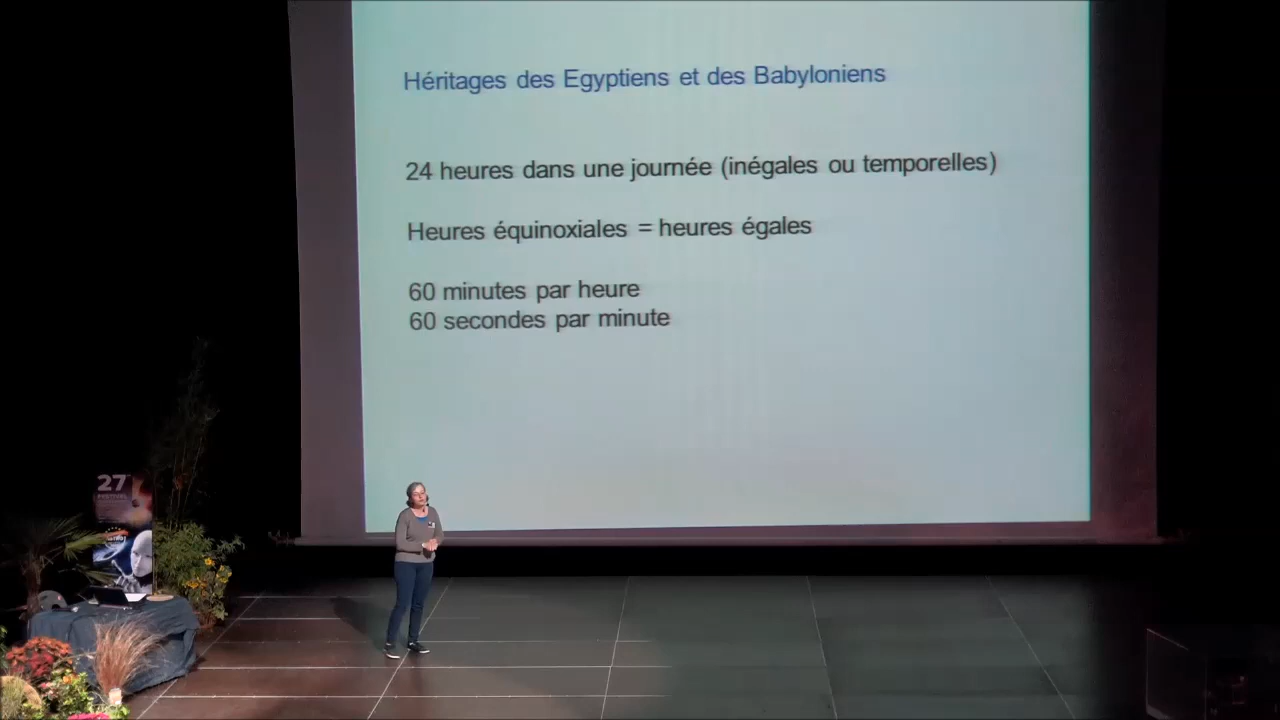 Héritages des Egyptiens et des Babyloniens
24 heures dans une journée (inégales ou temporelles)
Heures équinoxiales = heures égales
60 minutes par heure
60 secondes par minute
27
FESTIVAL